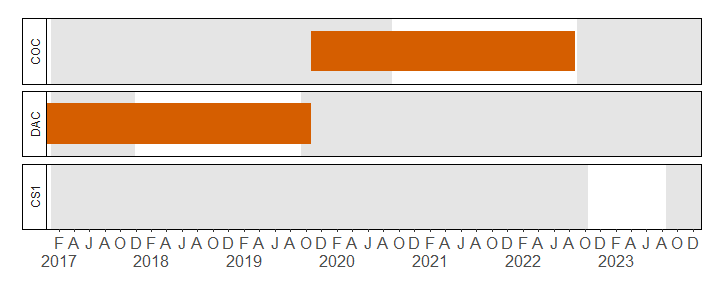 COC
DAC
CS1
F A J A O D F A J A O D F A J A O D F A J A O D F A J A O D F A J A O D F A J A O D
2017 2018 2019 2020 2021 2022 2023